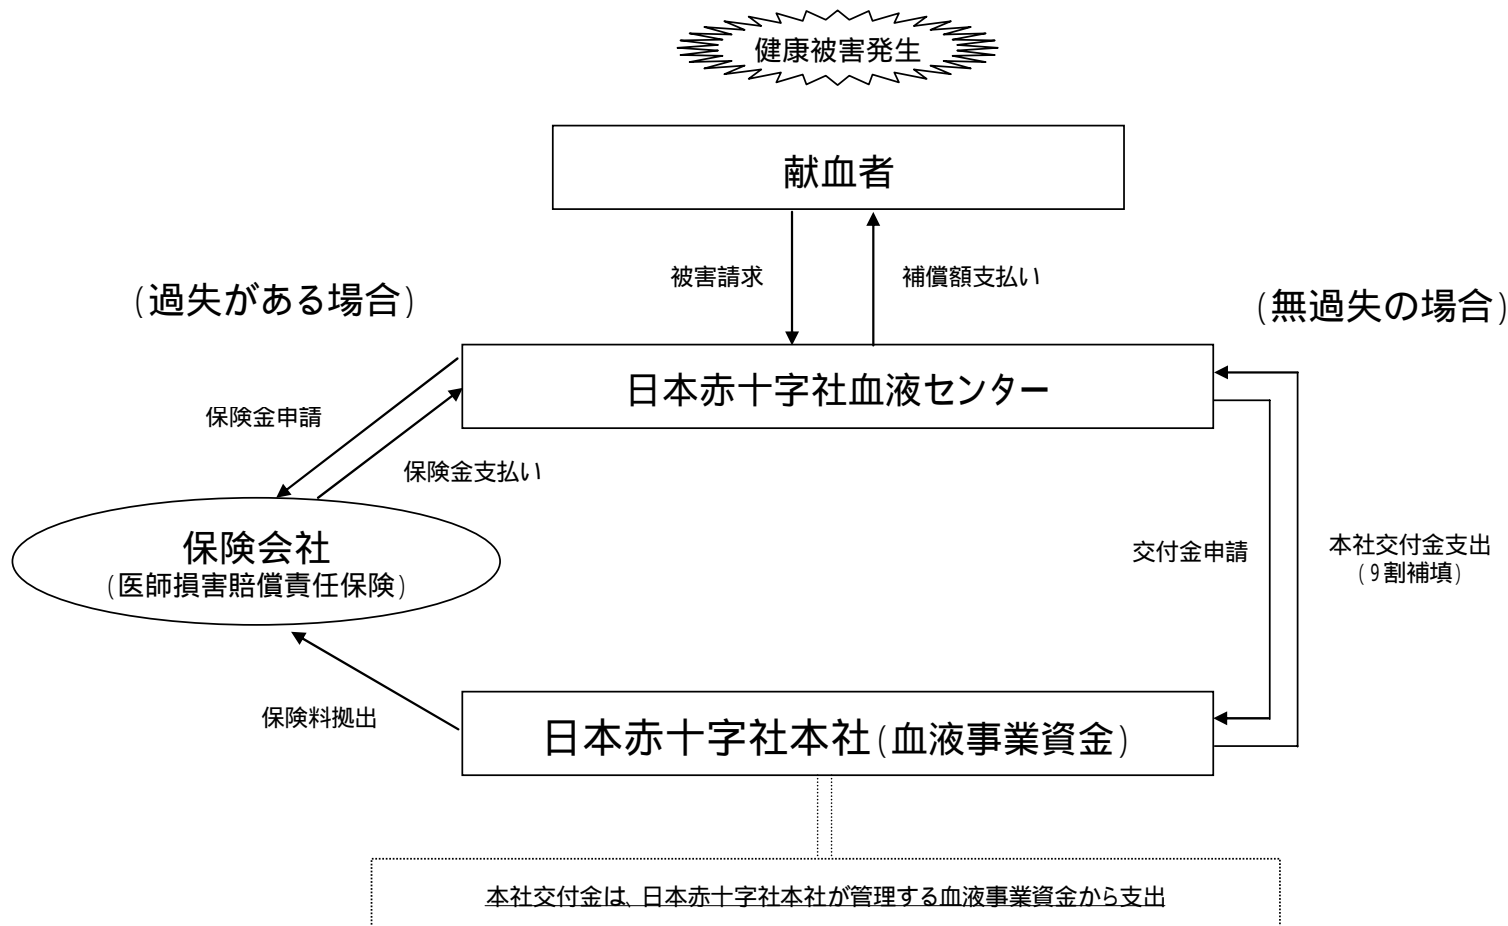 健康被害発生
献血者
被害請求
補償額支払い
(過失がある場合)
(無過失の場合)
日本赤十字社血液センター
保険金申請
保険金支払い
保険会社
(医師損害賠償責任保険)
交付金申請
本社交付金支出
(9割補填)
保険料拠出
日本赤十字社本社(血液事業資金)
本社交付金は、日本赤十字社本社が管理する血液事業資金から支出